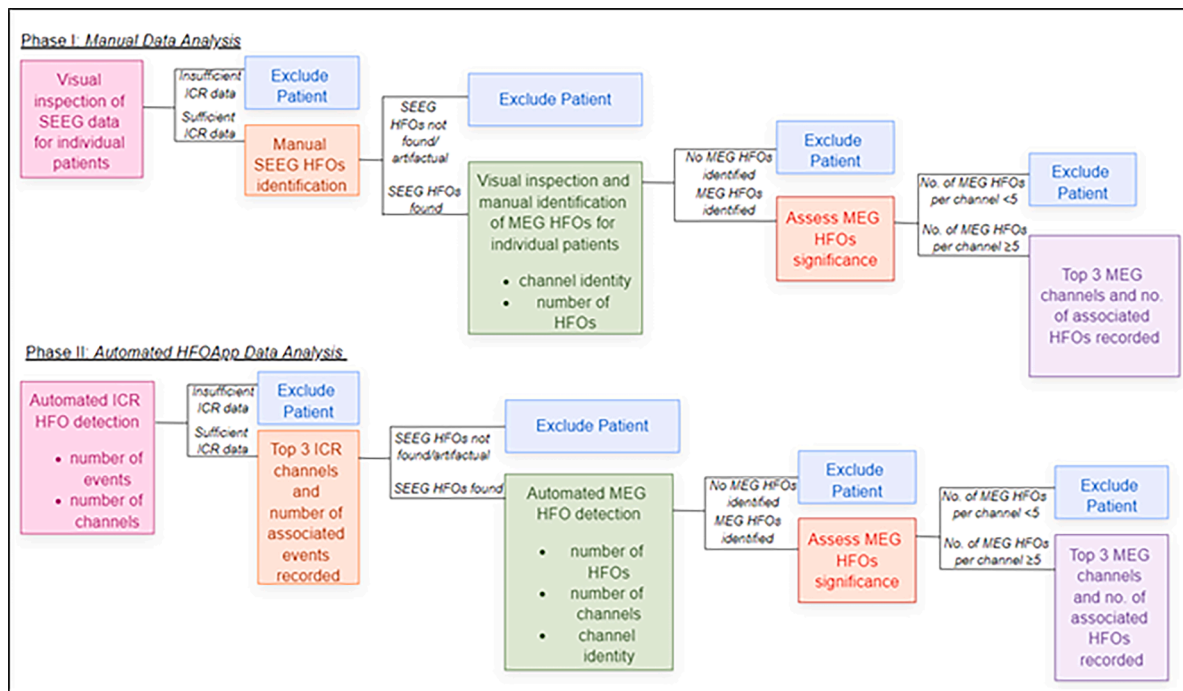 Phase I: Manual Data Analysis
Visual
inspection of
SEEG data
for individual
patients
Insufficient
ICR data
Sufficient
ICR data
Exclude
Patient
Manual
SEEG HFOs
identification
SEEG
HFOs not
found/
artifactual
SEEG HFOs
found
Exclude Patient
Visual inspection and
manual identification
of MEG HFOs for
individual patients
• channel identity
• number of
HFOs
No MEG HFOs
identified
MEG HFOs
identified
Exclude
Patient
Assess MEG
HFOs
significance
No. of MEG HFOs
per channel <5
No. of MEG HFOs
per channel ≥5
Exclude
Patient
Top 3 MEG
channels and no.
of associated
HFOs recorded
Phase II: Automated HFOApp Data Analysis
Automated ICR
HFO detection
• number of
events
• number of
channels
Insufficient
ICR data
Sufficient
ICR data
Exclude
Patient
Top 3 ICR
channels
and
number of
associated
events
recorded
SEEG HFOs not
found/artifactual
SEEG HFOs found
Exclude Patient
Automated MEG
HFO detection
• number of
HFOs
• number of
channels
• channel
identity
No MEG HFOs
identified
MEG HFOs
identified
Exclude
Patient
Assess MEG
HFOs
significance
No. of MEG HFOs
per channel <5
No. of MEG HFOs
per channel ≥5
Exclude
Patient
Top 3 MEG
channels
and no. of
associated
HFOs
recorded